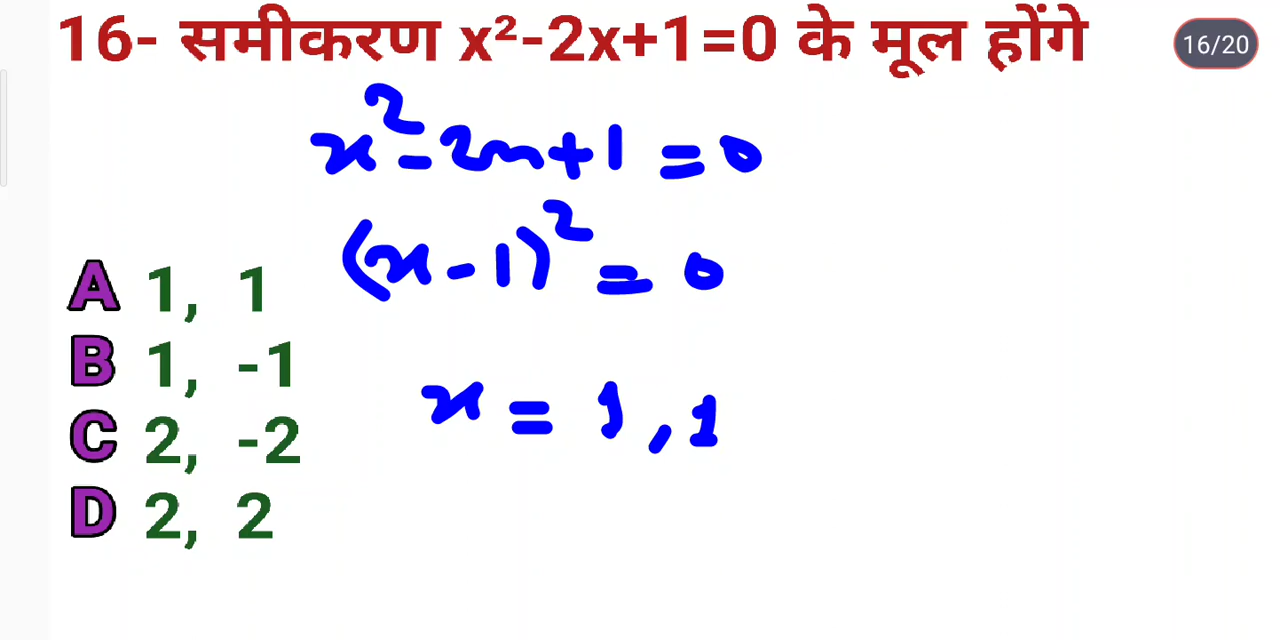 16- समीकरण x²-2x+1=0 के मूल होंगे
16/20
x²-2x+1=0
(x-1)²=0
A 1, 1
B 1, -1
x=1,1
C 2, -2
D 2, 2